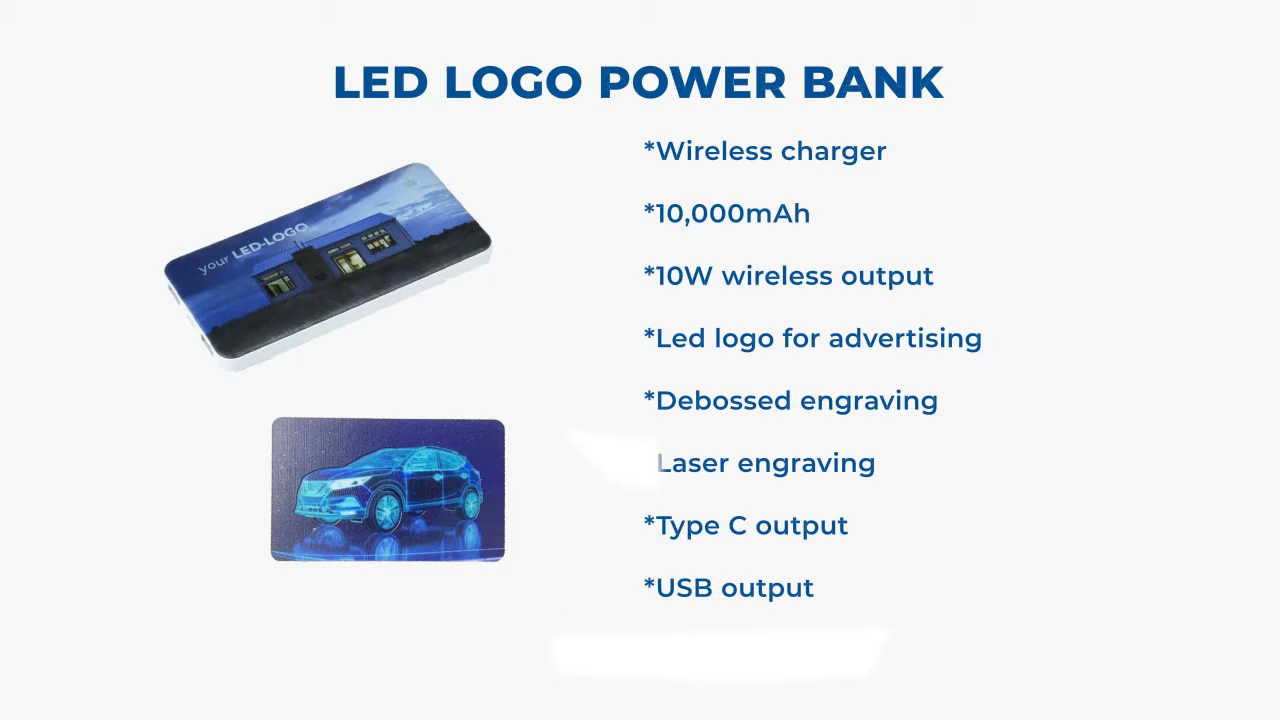 LED LOGO POWER BANK
*Wireless charger
*10,000mAh
your LED-LOGO
*10W wireless output
*Led logo for advertising
*Debossed engraving
Laser engraving
*Type C output
*USB output